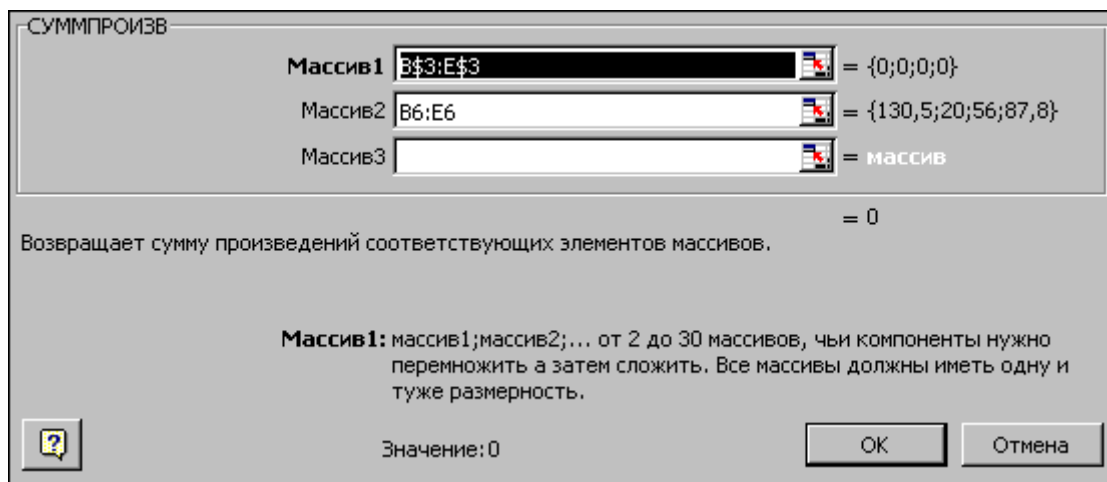 СУММПРОИЗВ
Массив1 B$3:E$3 = {0;0;0;0}
Массив2 B6:E6 = {130,5;20;56;87,8}
Массив3 = массив
= 0
Возвращает сумму произведений соответствующих элементов массивов.
Массив1: массив1;массив2;... от 2 до 30 массивов, чьи компоненты нужно
перемножить а затем сложить. Все массивы должны иметь одну и
туже размерность.
? Значение:0 OK Отмена